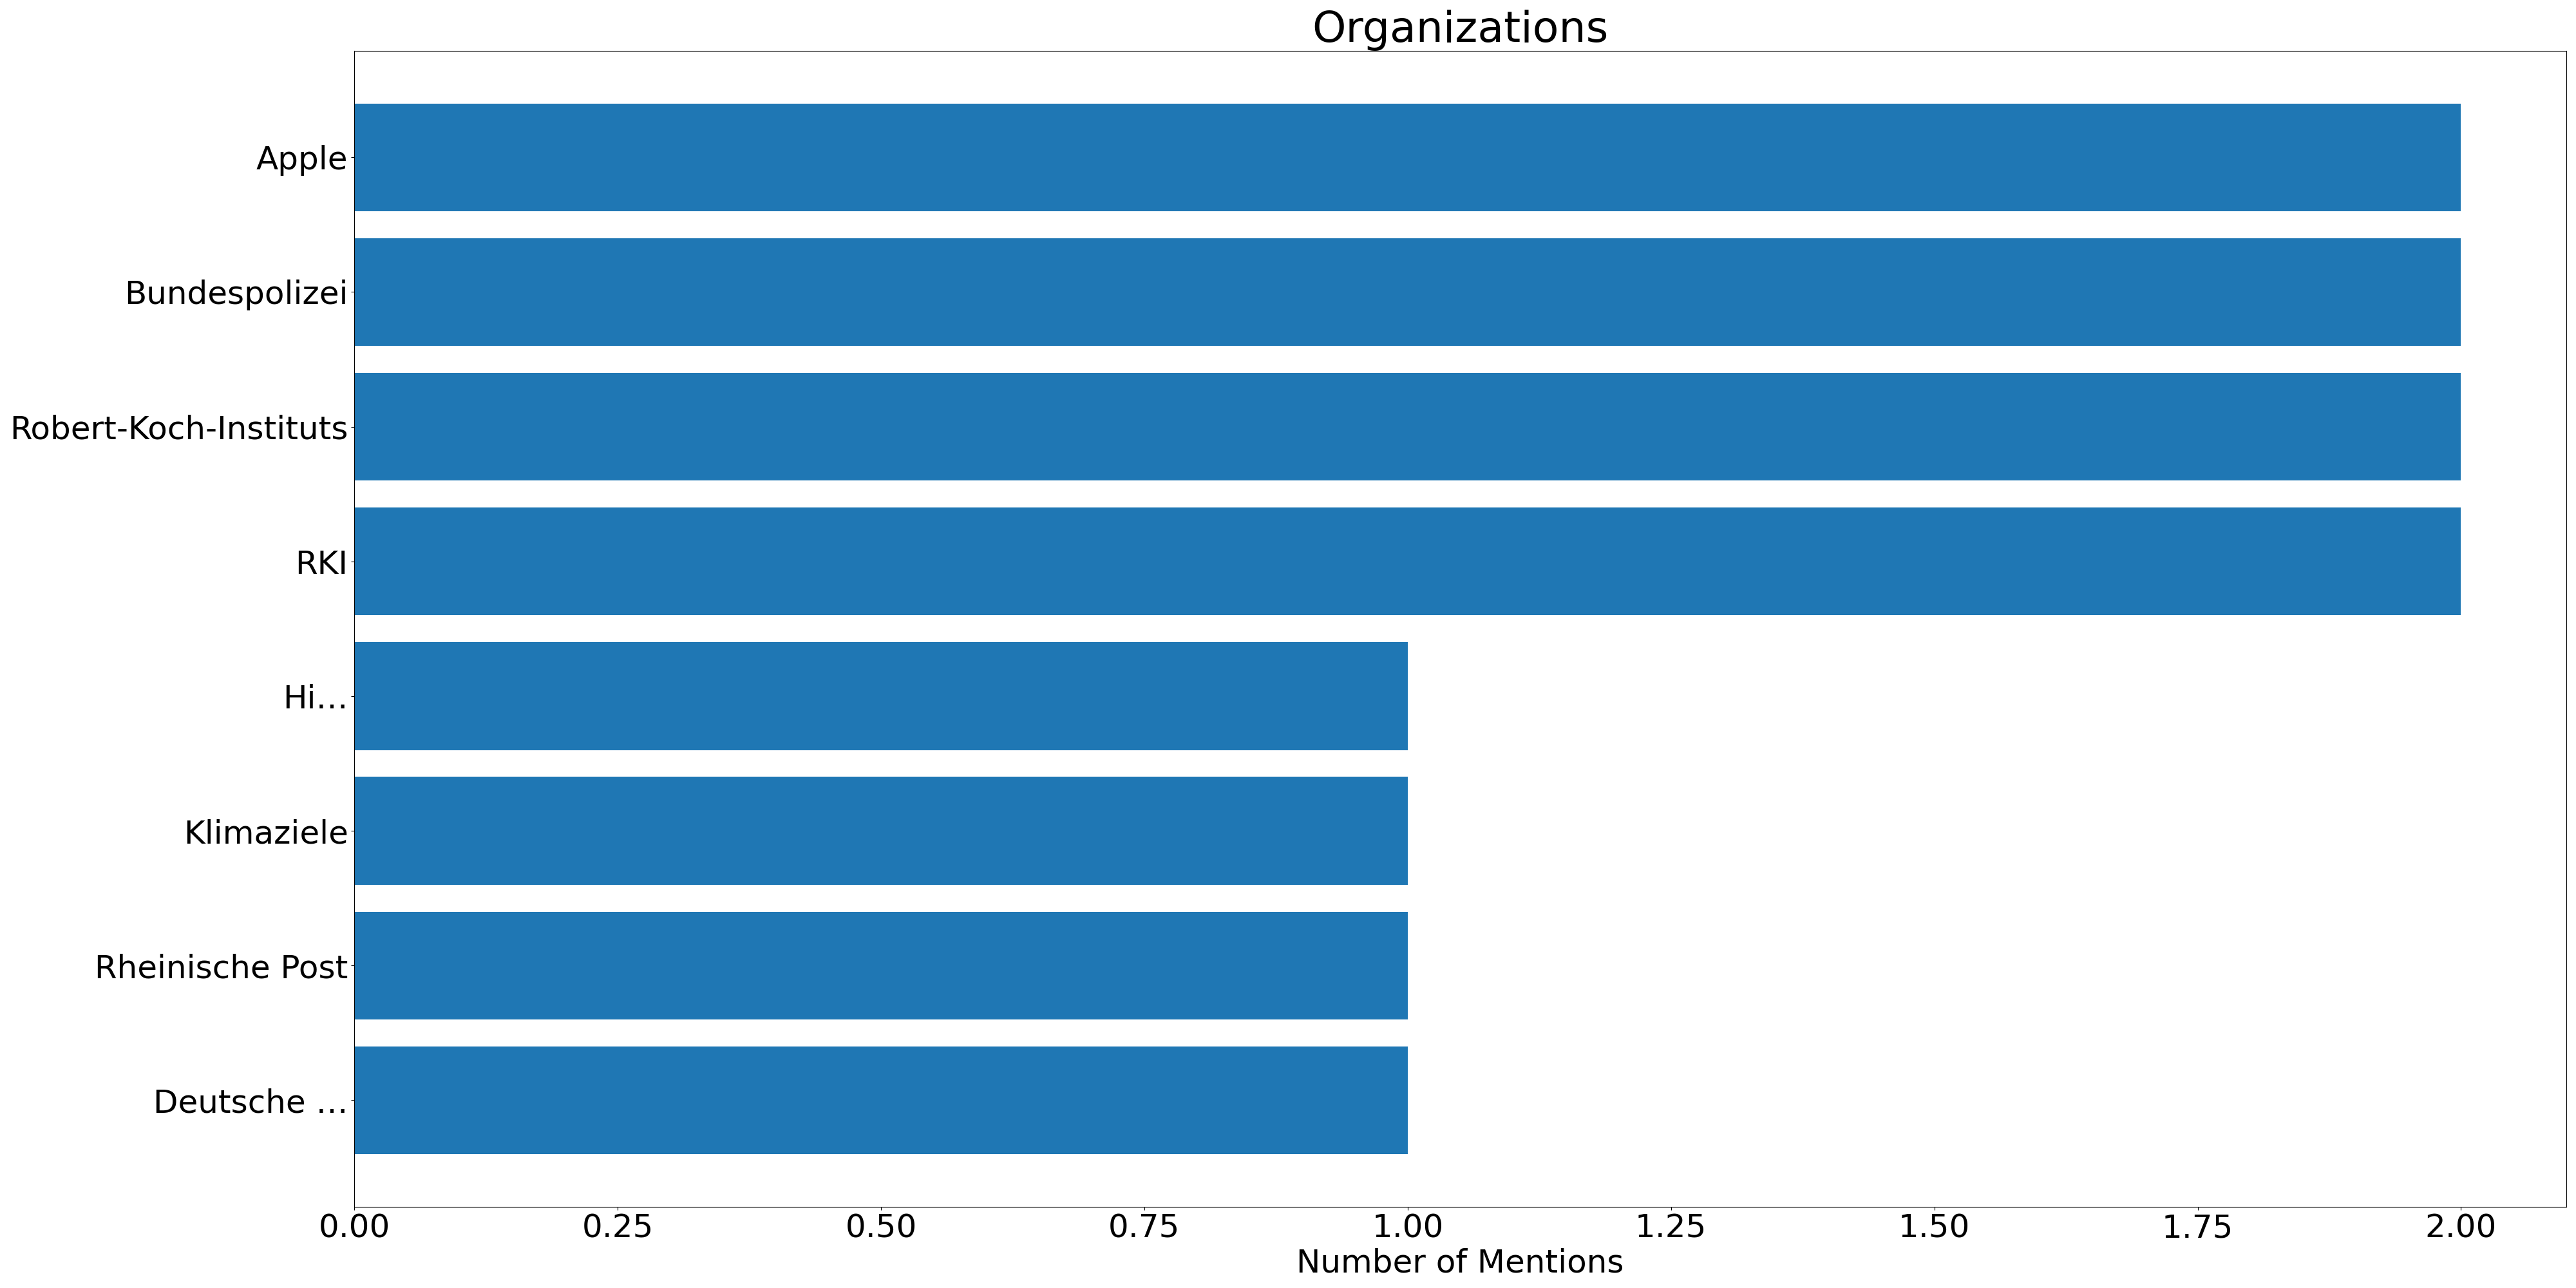 Organizations
Apple
Bundespolizei
Robert-Koch-Instituts
RKI
Hi…
Klimaziele
Rheinische Post
Deutsche …
0.00 0.25 0.50 0.75 1.00 1.25 1.50 1.75 2.00
Number of Mentions